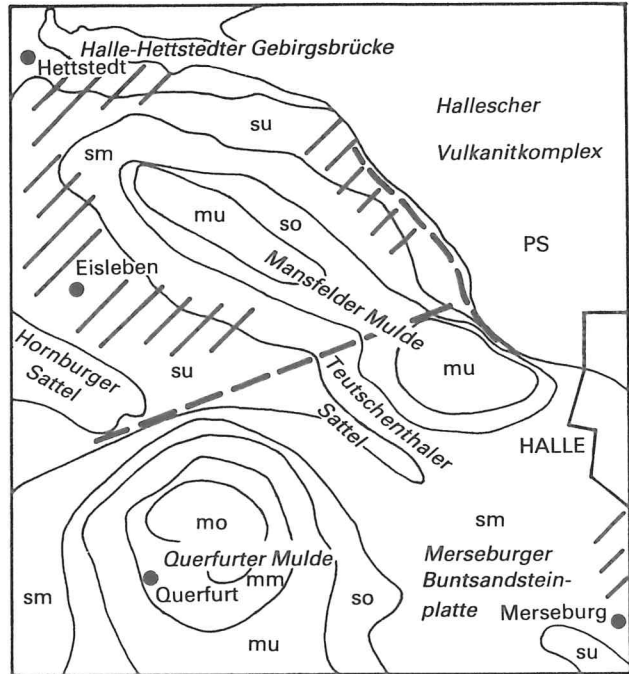 Halle-Hettstedter Gebirgsbrücke
Hettstedt
Hallescher
Vulkanitkomplex
su
sm
mu
so
PS
Eisleben
Mansfelder Mulde
mu
Hornburger
Sattel
su
Teutschenthaler
Sattel
HALLE
mo
sm
Querfurter Mulde
mm
Querfurt
Merseburger
Buntsandstein-
platte
sm
so
Merseburg
mu
su